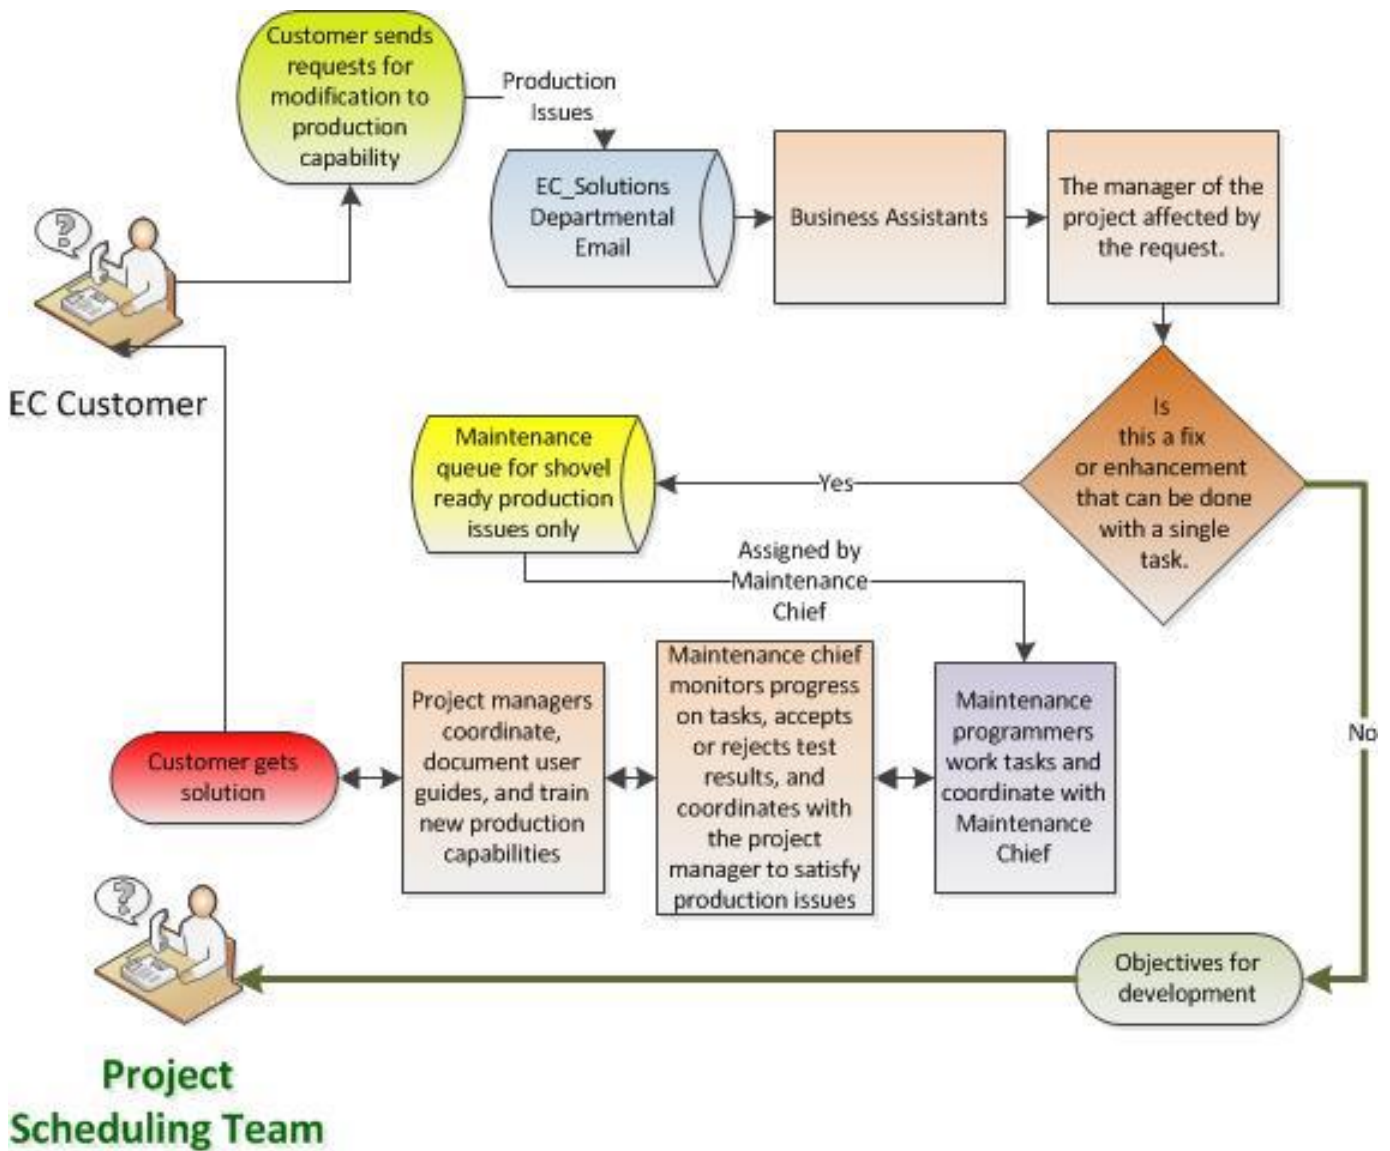 Customer sends
requests for
modification to
production
capability
Production
Issues
EC_Solutions
Departmental
Email
Business Assistants
The manager of the
project affected by
the request.
?
EC Customer
Is
this a fix
or enhancement
that can be done
with a single
task.
Yes
Maintenance
queue for shovel
ready production
issues only
Assigned by
Maintenance
Chief
Maintenance
programmers
work tasks and
coordinate with
Maintenance
Chief
Maintenance chief
monitors progress
on tasks, accepts
or rejects test
results, and
coordinates with
the project
manager to satisfy
production issues
Project managers
coordinate,
document user
guides, and train
new production
capabilities
Customer gets
solution
No
Objectives for
development
?
Project
Scheduling Team